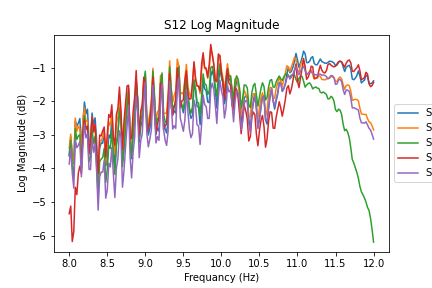 S12 Log Magnitude
Log Magnitude (dB)
−1
−2
−3
−4
−5
−6
8.0 8.5 9.0 9.5 10.0 10.5 11.0 11.5 12.0
Frequancy (Hz)
S
S
S
S
S